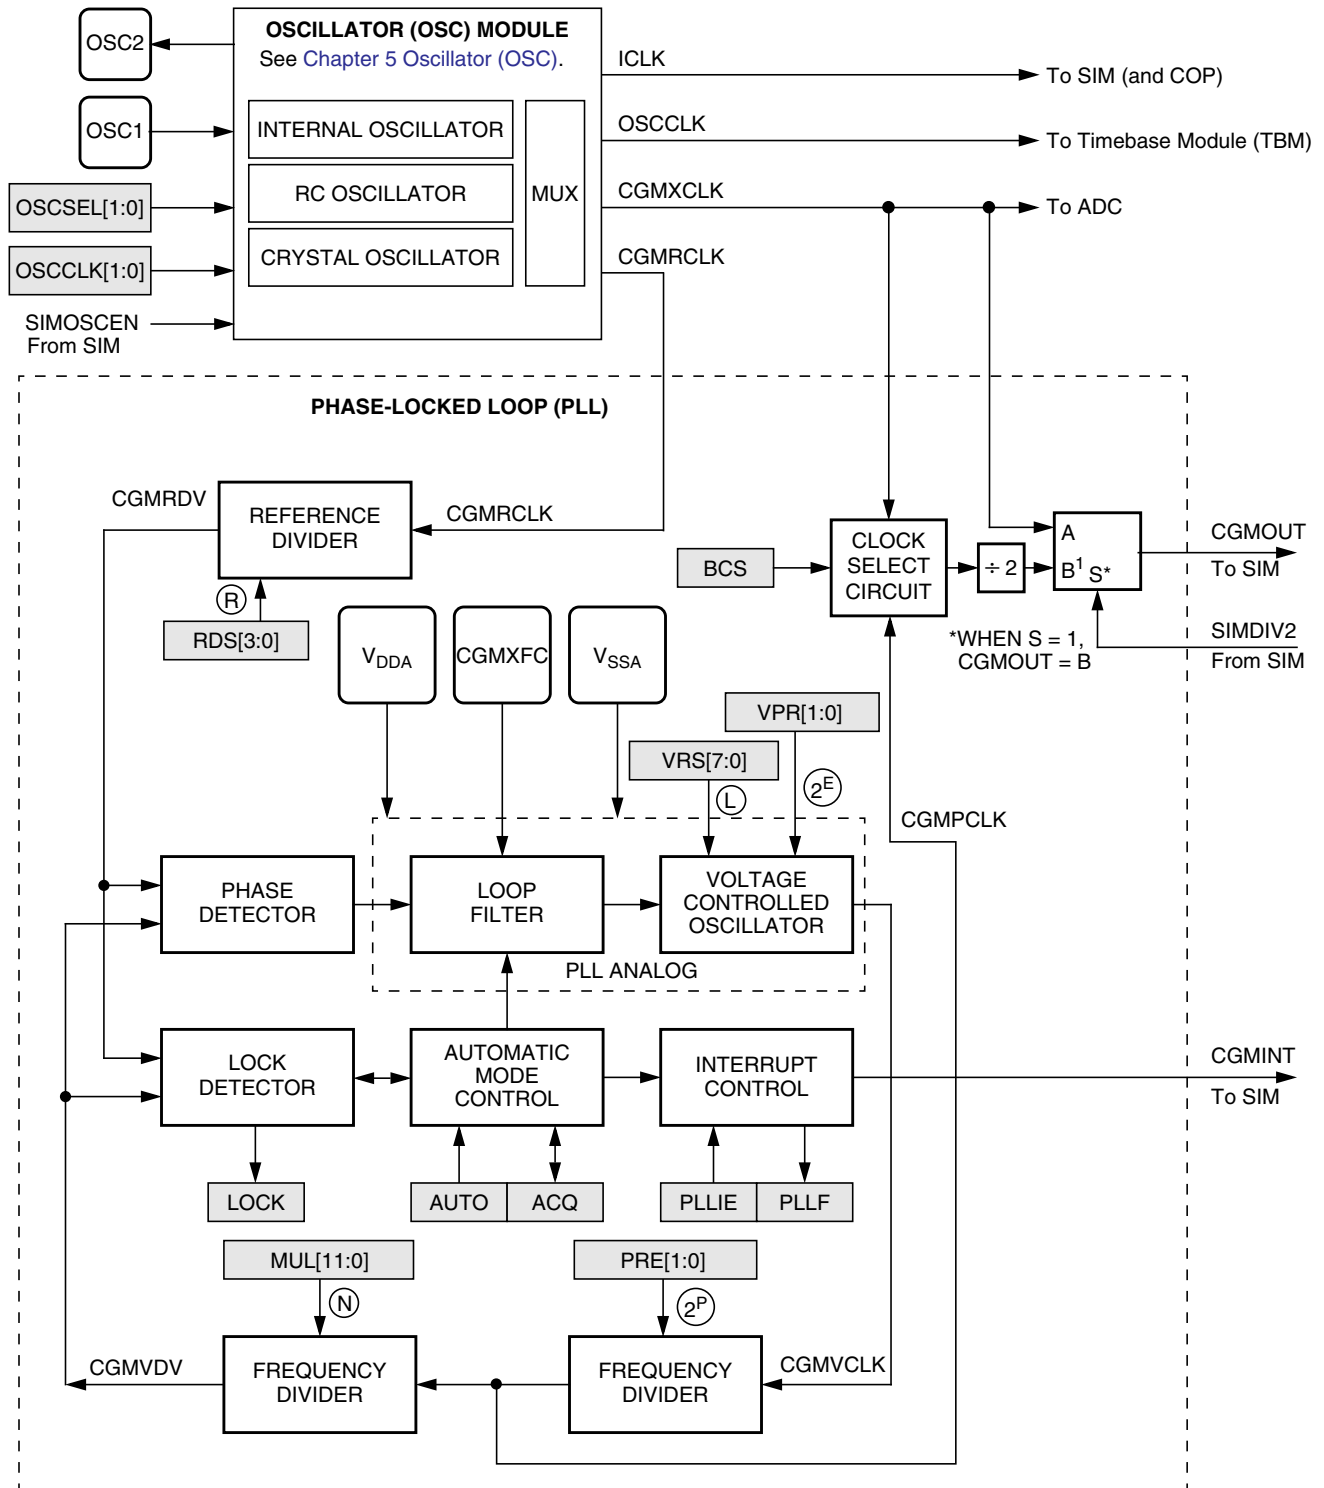 OSCILLATOR (OSC) MODULE
See Chapter 5 Oscillator (OSC).
OSC2
OSC1
OSCSEL[1:0]
OSCCLK[1:0]
SIMOSCEN
From SIM
INTERNAL OSCILLATOR
RC OSCILLATOR
CRYSTAL OSCILLATOR
MUX
ICLK
To SIM (and COP)
OSCCLK
To Timebase Module (TBM)
CGMXCLK
To ADC
CGMRCLK
PHASE-LOCKED LOOP (PLL)
CGMRDV
REFERENCE
DIVIDER
CGMRCLK
R
RDS[3:0]
BCS
CLOCK
SELECT
CIRCUIT
÷ 2
A
B¹ S*
CGMOUT
To SIM
*WHEN S = 1,
CGMOUT = B
SIMDIV2
From SIM
VDDA
CGMXFC
VSSA
VPR[1:0]
VRS[7:0]
L
2ᴱ
CGMPCLK
PHASE
DETECTOR
LOOP
FILTER
VOLTAGE
CONTROLLED
OSCILLATOR
PLL ANALOG
LOCK
DETECTOR
AUTOMATIC
MODE
CONTROL
INTERRUPT
CONTROL
CGMINT
To SIM
LOCK
AUTO
ACQ
PLLIE
PLLF
MUL[11:0]
N
PRE[1:0]
2ᴾ
CGMVDV
FREQUENCY
DIVIDER
FREQUENCY
DIVIDER
CGMVCLK